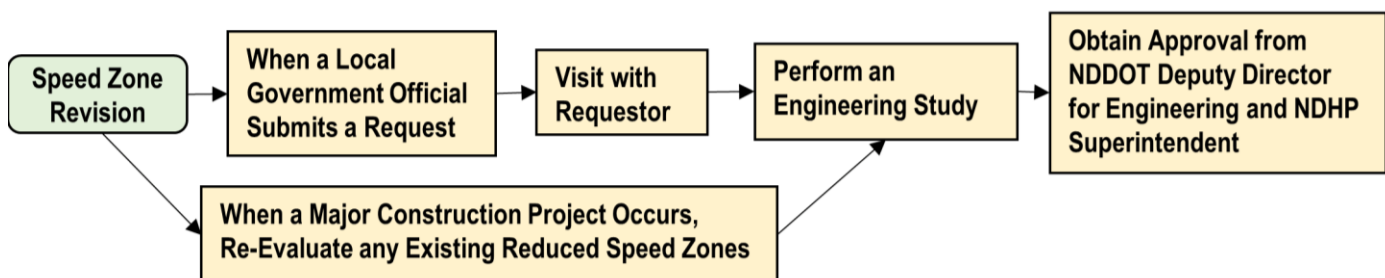 Speed Zone
Revision
When a Local
Government Official
Submits a Request
Visit with
Requestor
Perform an
Engineering Study
Obtain Approval from
NDDOT Deputy Director
for Engineering and NDHP
Superintendent
When a Major Construction Project Occurs,
Re-Evaluate any Existing Reduced Speed Zones